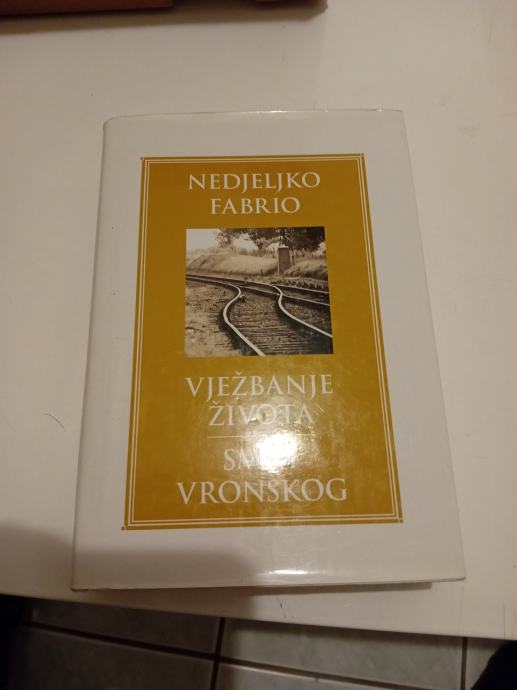 NEDJELJKO
FABRIO
VJEŽBANJE
ŽIVOTA
VRONSKOG